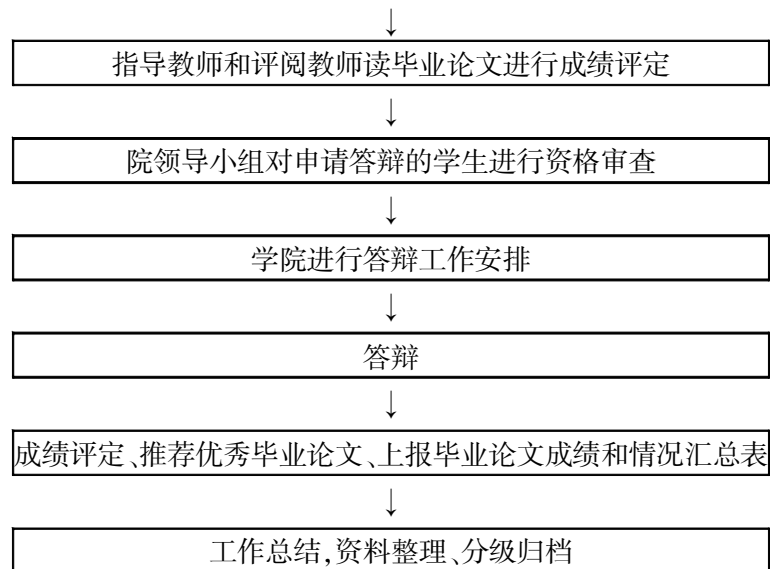 ↓
指导教师和评阅教师读毕业论文进行成绩评定
↓
院领导小组对申请答辩的学生进行资格审查
↓
学院进行答辩工作安排
↓
答辩
↓
成绩评定、推荐优秀毕业论文、上报毕业论文成绩和情况汇总表
↓
工作总结,资料整理、分级归档